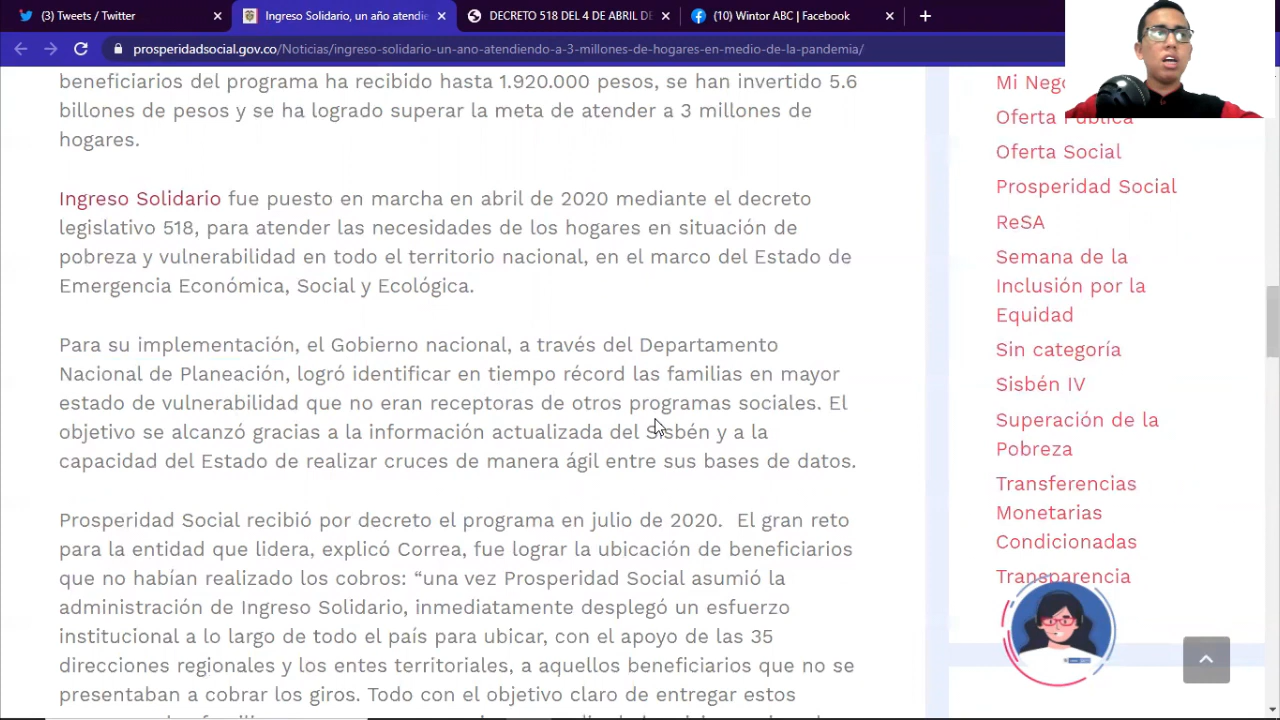 (3) Tweets / Twitter
Ingreso Solidario, un año atendie
DECRETO 518 DEL 4 DE ABRIL DE
(10) Wintor ABC | Facebook
prosperidadsocial.gov.co/Noticias/ingreso-solidario-un-ano-atendiendo-a-3-millones-de-hogares-en-medio-de-la-pandemia/
beneficiarios del programa ha recibido hasta 1.920.000 pesos, se han invertido 5.6
billones de pesos y se ha logrado superar la meta de atender a 3 millones de
hogares.
Ingreso Solidario fue puesto en marcha en abril de 2020 mediante el decreto
legislativo 518, para atender las necesidades de los hogares en situación de
pobreza y vulnerabilidad en todo el territorio nacional, en el marco del Estado de
Emergencia Económica, Social y Ecológica.
Para su implementación, el Gobierno nacional, a través del Departamento
Nacional de Planeación, logró identificar en tiempo récord las familias en mayor
estado de vulnerabilidad que no eran receptoras de otros programas sociales. El
objetivo se alcanzó gracias a la información actualizada del Sisbén y a la
capacidad del Estado de realizar cruces de manera ágil entre sus bases de datos.
Prosperidad Social recibió por decreto el programa en julio de 2020. El gran reto
para la entidad que lidera, explicó Correa, fue lograr la ubicación de beneficiarios
que no habían realizado los cobros: “una vez Prosperidad Social asumió la
administración de Ingreso Solidario, inmediatamente desplegó un esfuerzo
institucional a lo largo de todo el país para ubicar, con el apoyo de las 35
direcciones regionales y los entes territoriales, a aquellos beneficiarios que no se
presentaban a cobrar los giros. Todo con el objetivo claro de entregar estos
Mi Nego
Oferta Pública
Oferta Social
Prosperidad Social
ReSA
Semana de la
Inclusión por la
Equidad
Sin categoría
Sisbén IV
Superación de la
Pobreza
Transferencias
Monetarias
Condicionadas
Transparencia